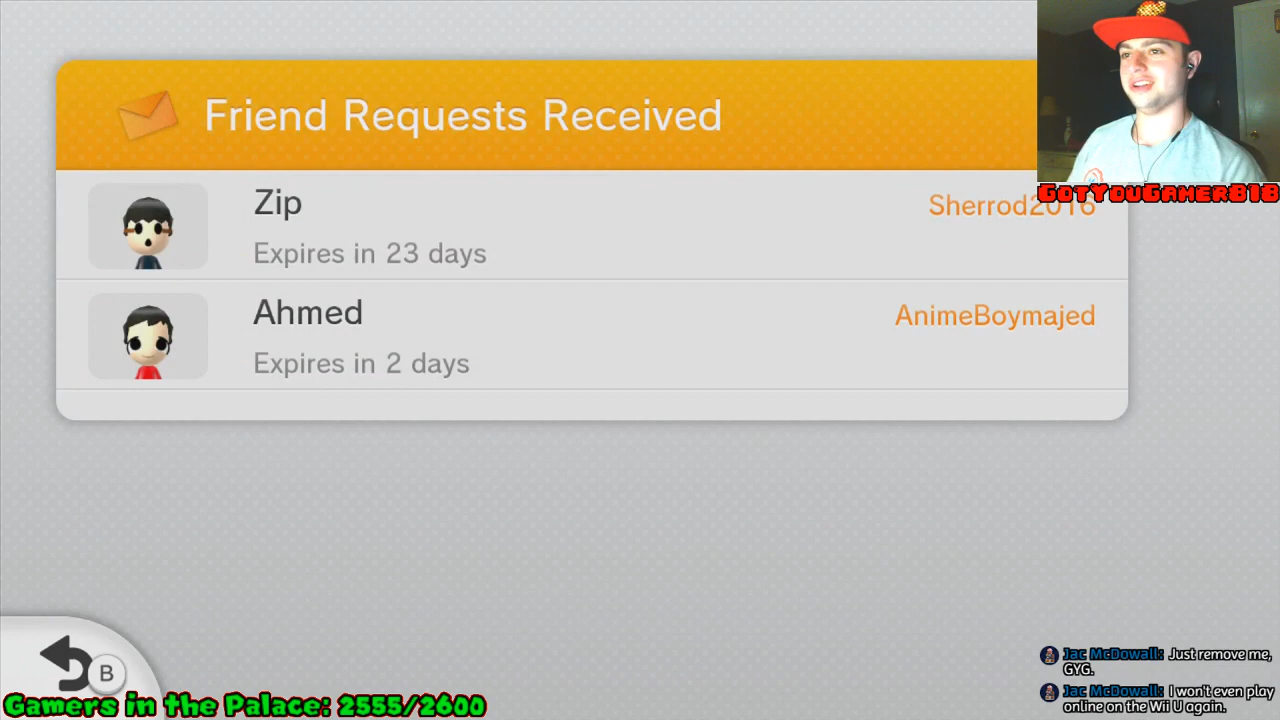 Friend Requests Received
GotYouGamer818
Zip
Sherrod2016
Expires in 23 days
Ahmed
AnimeBoymajed
Expires in 2 days
B
Jac McDowall: Just remove me,
GYG.
Jac McDowall: I won't even play
online on the Wii U again.
Gamers in the Palace: 2555/2600